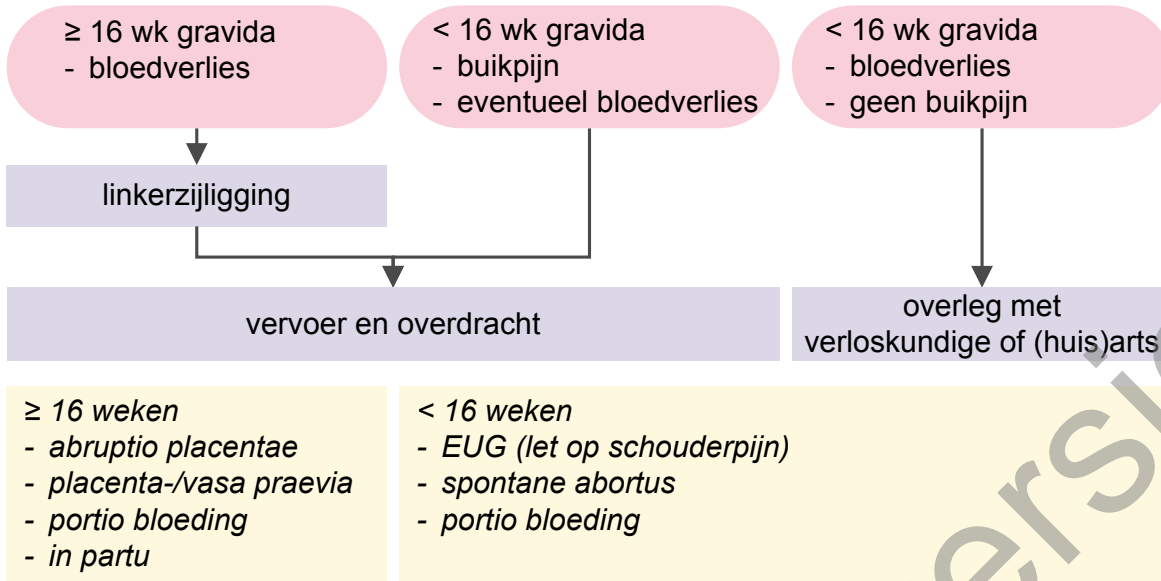 ≥ 16 wk gravida
- bloedverlies
< 16 wk gravida
- buikpijn
- eventueel bloedverlies
< 16 wk gravida
- bloedverlies
- geen buikpijn
linkerzijligging
vervoer en overdracht
overleg met
verloskundige of (huis)arts
≥ 16 weken
- abruptio placentae
- placenta-/vasa praevia
- portio bloeding
- in partu
< 16 weken
- EUG (let op schouderpijn)
- spontane abortus
- portio bloeding